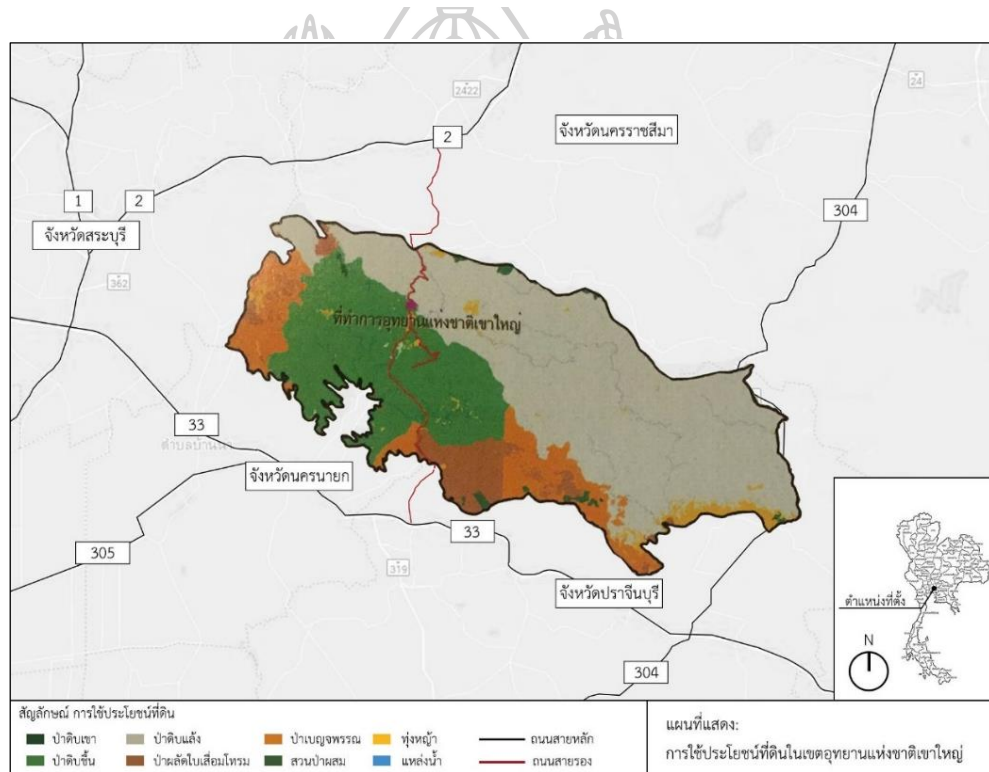 2422
24
จังหวัดนครราชสีมา
2
1
2
304
จังหวัดสระบุรี
362
ที่ทำการอุทยานแห่งชาติเขาใหญ่
33
ตำบลบ้านนา
จังหวัดนครนายก
33
305
319
จังหวัดปราจีนบุรี
304
ตำแหน่งที่ตั้ง
N
สัญลักษณ์ การใช้ประโยชน์ที่ดิน
ป่าดิบเขา ป่าดิบแล้ง ป่าเบญจพรรณ ทุ่งหญ้า ถนนสายหลัก
ป่าดิบชื้น ป่าผลัดใบเสื่อมโทรม สวนป่าผสม แหล่งน้ำ ถนนสายรอง
แผนที่แสดง:
การใช้ประโยชน์ที่ดินในเขตอุทยานแห่งชาติเขาใหญ่